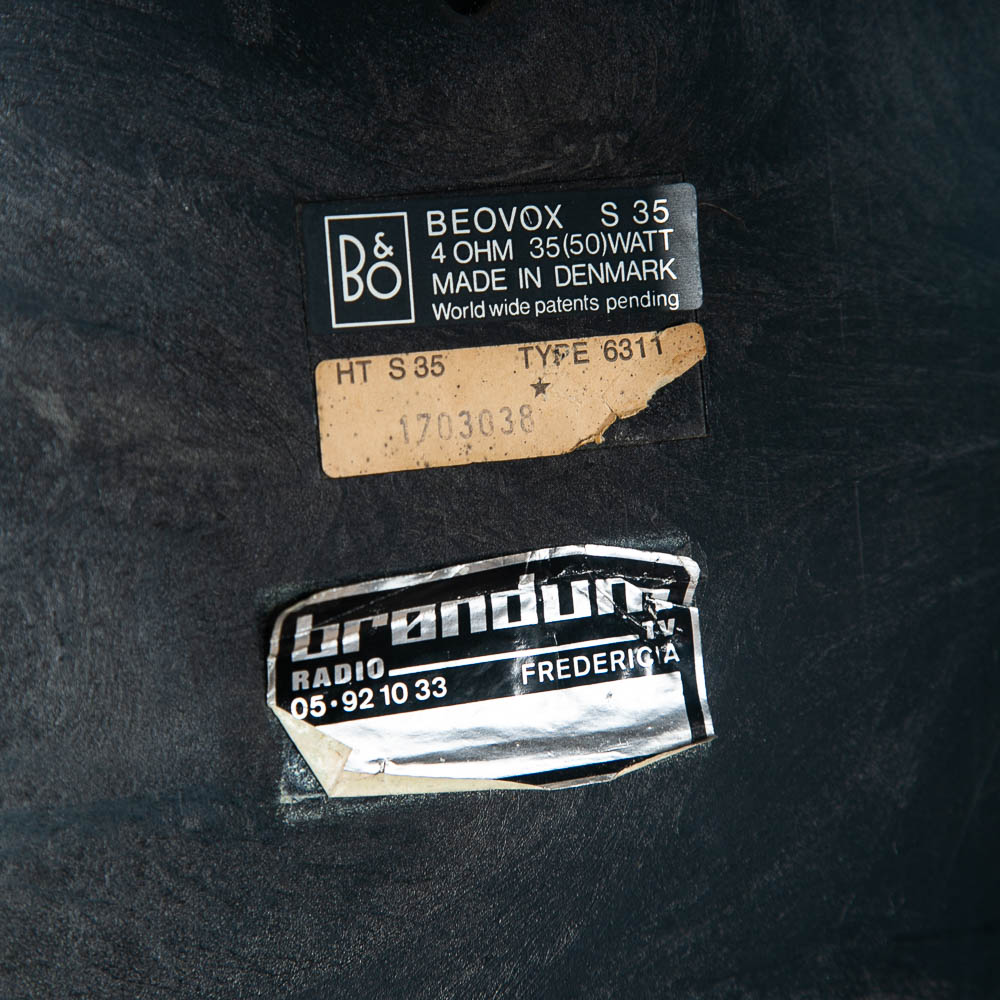 B&O
BEOVOX S 35
4 OHM 35(50)WATT
MADE IN DENMARK
World wide patents pending
HT S 35 TYPE 6311
★
1703038
brøndum
TV
RADIO FREDERICIA
05·92 10 33